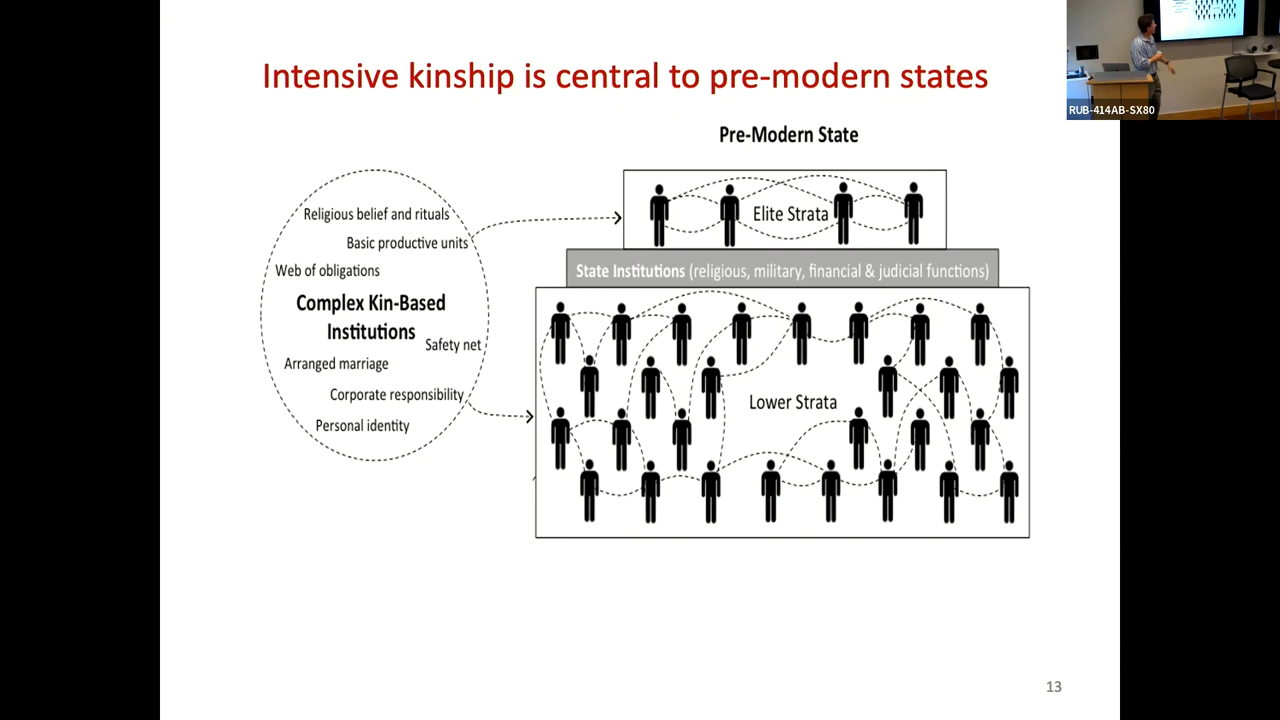 Intensive kinship is central to pre-modern states
RUB-414AB-SX80
Pre-Modern State
Religious belief and rituals
Basic productive units
Web of obligations
Complex Kin-Based
Institutions
Safety net
Arranged marriage
Corporate responsibility
Personal identity
Elite Strata
State Institutions (religious, military, financial & judicial functions)
Lower Strata
13